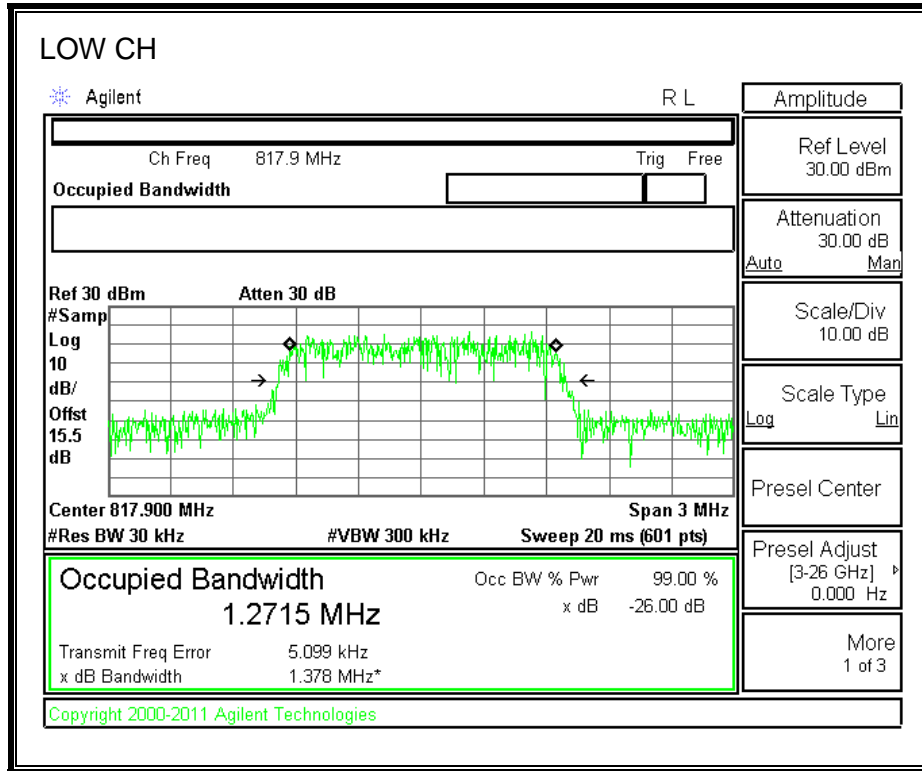 LOW CH
Agilent R L
Ch Freq 817.9 MHz Trig Free
Occupied Bandwidth
Ref 30 dBm Atten 30 dB
#Samp
Log
10
dB/
Offst
15.5
dB
Center 817.900 MHz Span 3 MHz
#Res BW 30 kHz #VBW 300 kHz Sweep 20 ms (601 pts)
Occupied Bandwidth
1.2715 MHz
Occ BW % Pwr 99.00 %
x dB -26.00 dB
Transmit Freq Error 5.099 kHz
x dB Bandwidth 1.378 MHz*
Copyright 2000-2011 Agilent Technologies
Amplitude
Ref Level
30.00 dBm
Attenuation
30.00 dB
Auto Man
Scale/Div
10.00 dB
Scale Type
Log Lin
Presel Center
Presel Adjust
[3-26 GHz]
0.000 Hz
More
1 of 3